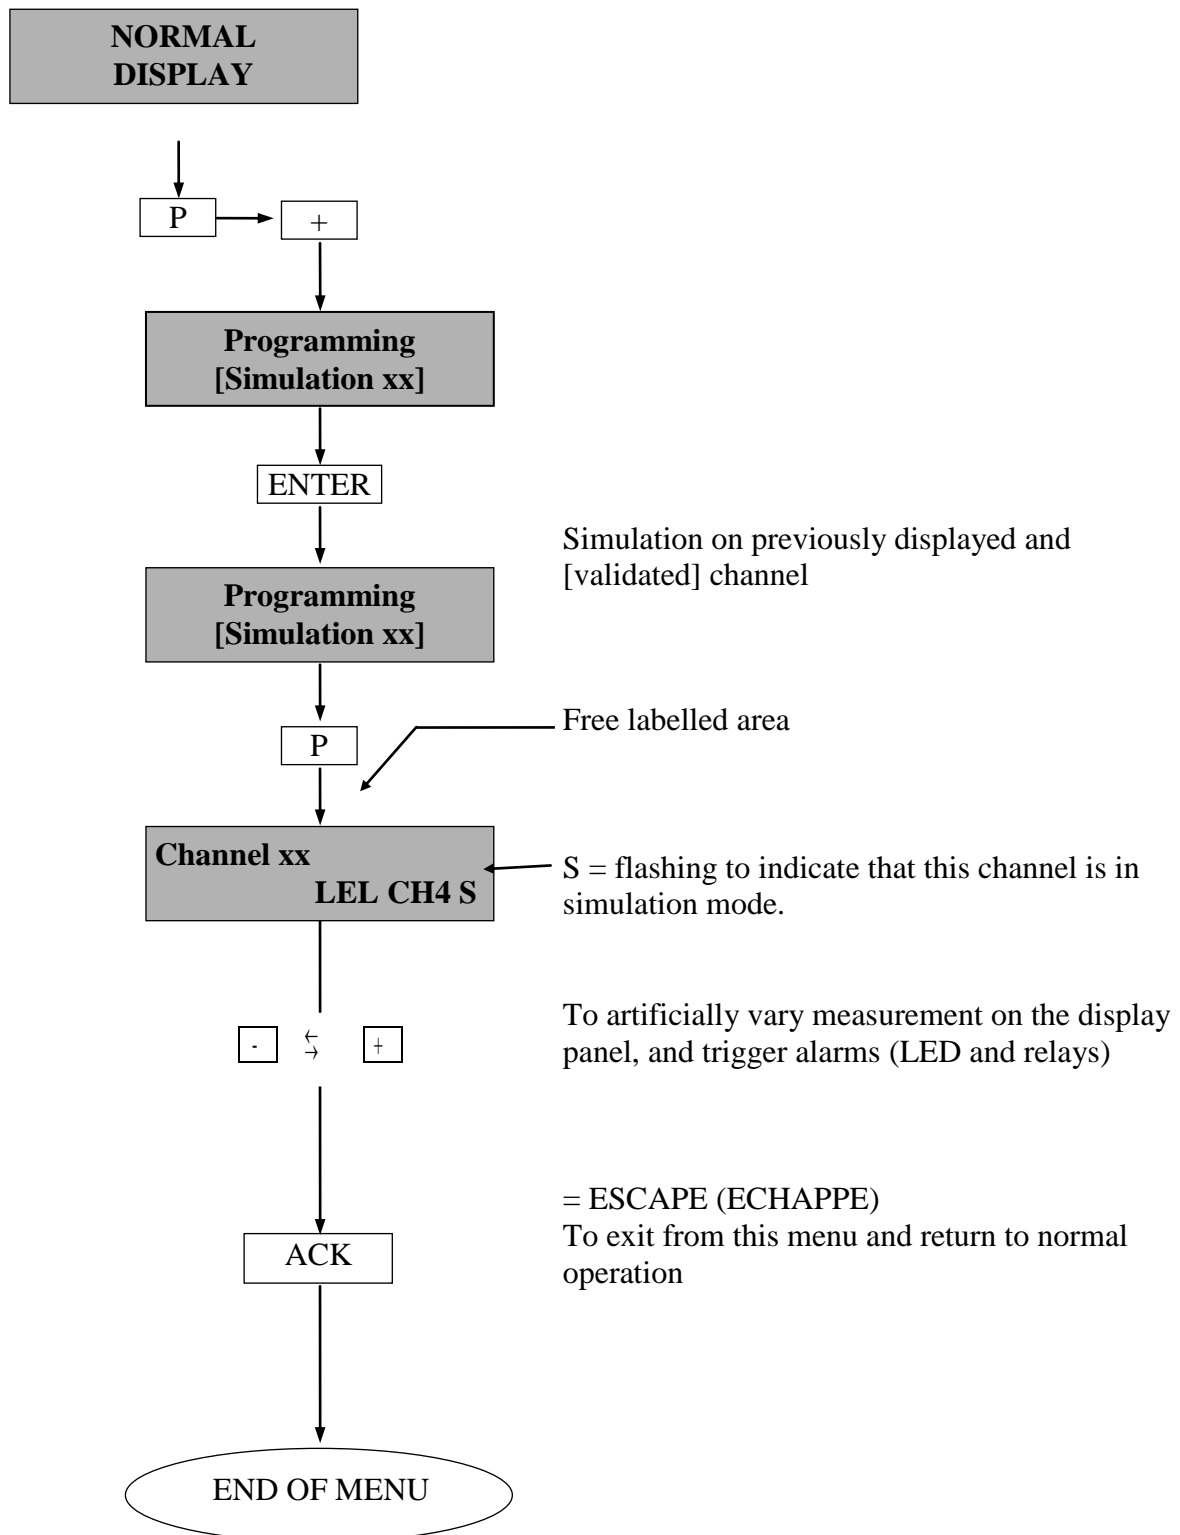 NORMAL
DISPLAY
P
+
Programming
[Simulation xx]
ENTER
Simulation on previously displayed and
[validated] channel
Programming
[Simulation xx]
Free labelled area
P
Channel xx
LEL CH4 S
S = flashing to indicate that this channel is in
simulation mode.
To artificially vary measurement on the display
panel, and trigger alarms (LED and relays)
- ← → +
= ESCAPE (ECHAPPE)
To exit from this menu and return to normal
operation
ACK
END OF MENU